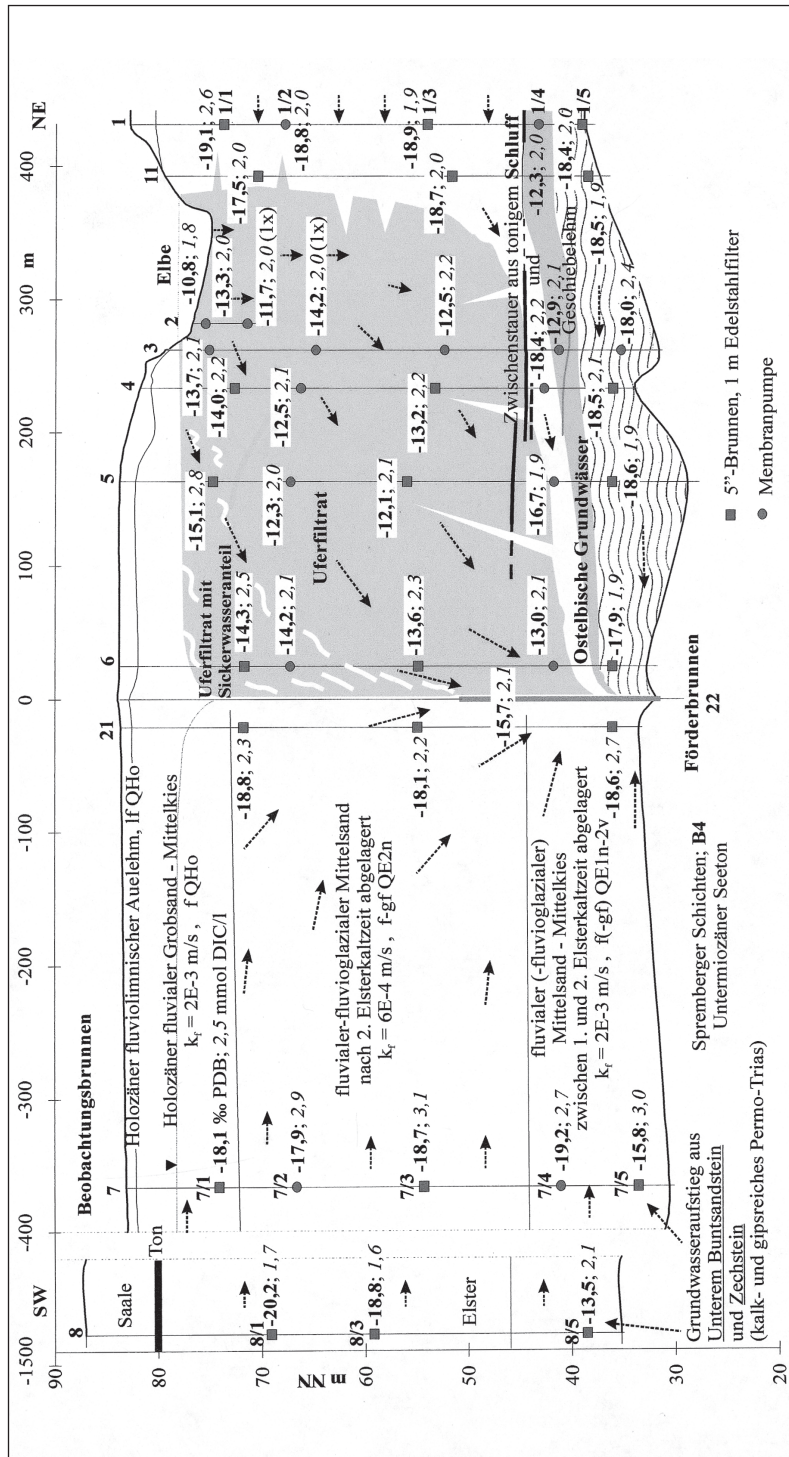 SW
NE
-1500
-400
-300
-200
-100
0
100
200
300
m
400
90
80
70
60
50
40
30
20
m NN
8
Saale
Ton
8/1
-20,2; 1,7
8/3
-18,8; 1,6
Elster
8/5
-13,5; 2,1
Grundwasseraufstieg aus
Unterem Buntsandstein
und Zechstein
(kalk- und gipsreiches Permo-Trias)
Beobachtungsbrunnen
7
Holozäner fluviolimnischer Auelehm, lf QHo
Holozäner fluvialer Grobsand - Mittelkies
kf = 2E-3 m/s , f QHo
7/1
-18,1 ‰ PDB; 2,5 mmol DIC/l
7/2
-17,9; 2,9
fluvialer-fluvioglazialer Mittelsand
nach 2. Elsterkaltzeit abgelagert
kf = 6E-4 m/s , f-gf QE2n
7/3
-18,7; 3,1
fluvialer (-fluvioglazialer)
Mittelsand - Mittelkies
zwischen 1. und 2. Elsterkaltzeit abgelagert
kf = 2E-3 m/s , f(-gf) QE1n-2v
7/4
-19,2; 2,7
7/5
-15,8; 3,0
Spremberger Schichten; B4
Untermiozäner Seeton
21
-18,8; 2,3
-18,1; 2,2
-18,6; 2,7
Förderbrunnen
22
-15,7; 2,1
6
Uferfiltrat mit
Sickerwasseranteil
-14,3; 2,5
-14,2; 2,1
-13,6; 2,3
-13,0; 2,1
-17,9; 1,9
Uferfiltrat
Ostelbische Grundwässer
5
-15,1; 2,8
-12,3; 2,0
-12,1; 2,1
-16,7; 1,9
-18,6; 1,9
4
-14,0; 2,2
-12,5; 2,1
-13,2; 2,2
-18,4; 2,2
-18,5; 2,1
3
-13,7; 2,1
-14,2; 2,0 (1x)
-12,5; 2,2
-12,9; 2,1
-18,0; 2,4
2
-13,3; 2,0
-11,7; 2,0 (1x)
Elbe
-10,8; 1,8
Zwischenstauer aus tonigem Schluff
und
Geschiebelehm
11
-17,5; 2,0
-18,7; 2,0
-18,5; 1,9
1
-19,1; 2,6
1/1
1/2
-18,8; 2,0
-18,9; 1,9
1/3
1/4
-12,3; 2,0
1/5
-18,4; 2,0
5”-Brunnen, 1 m Edelstahlfilter
Membranpumpe